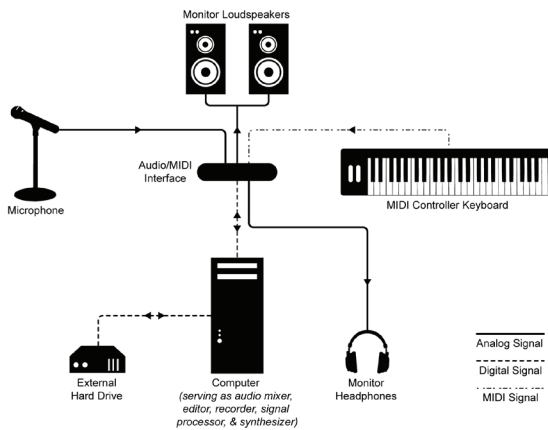 Monitor Loudspeakers
Audio/MIDI
Interface
Microphone
MIDI Controller Keyboard
External
Hard Drive
Computer
(serving as audio mixer,
editor, recorder, signal
processor, & synthesizer)
Monitor
Headphones
Analog Signal
Digital Signal
MIDI Signal